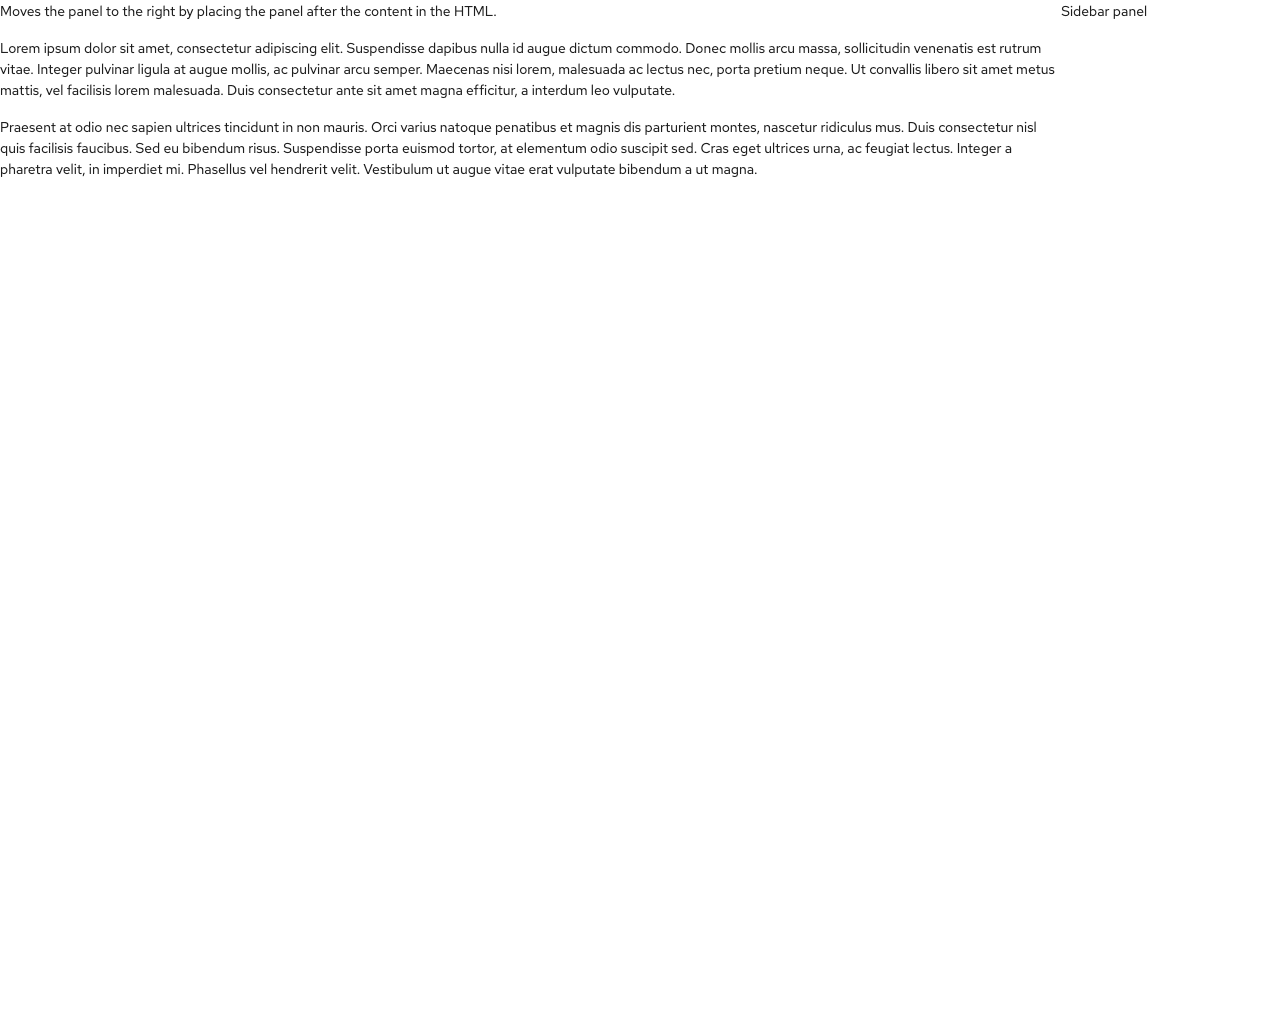 Moves the panel to the right by placing the panel after the content in the HTML.
Lorem ipsum dolor sit amet, consectetur adipiscing elit. Suspendisse dapibus nulla id augue dictum commodo. Donec mollis arcu massa, sollicitudin venenatis est rutrum
vitae. Integer pulvinar ligula at augue mollis, ac pulvinar arcu semper. Maecenas nisi lorem, malesuada ac lectus nec, porta pretium neque. Ut convallis libero sit amet metus
mattis, vel facilisis lorem malesuada. Duis consectetur ante sit amet magna efficitur, a interdum leo vulputate.
Praesent at odio nec sapien ultrices tincidunt in non mauris. Orci varius natoque penatibus et magnis dis parturient montes, nascetur ridiculus mus. Duis consectetur nisl
quis facilisis faucibus. Sed eu bibendum risus. Suspendisse porta euismod tortor, at elementum odio suscipit sed. Cras eget ultrices urna, ac feugiat lectus. Integer a
pharetra velit, in imperdiet mi. Phasellus vel hendrerit velit. Vestibulum ut augue vitae erat vulputate bibendum a ut magna.
Sidebar panel